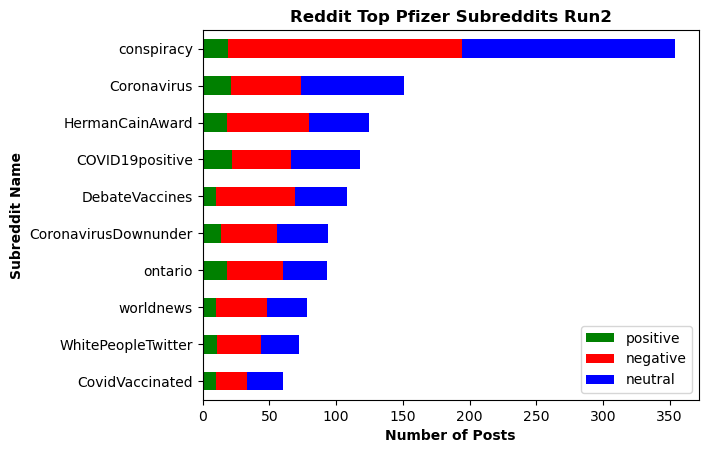 Reddit Top Pfizer Subreddits Run2
Subreddit Name
conspiracy
Coronavirus
HermanCainAward
COVID19positive
DebateVaccines
CoronavirusDownunder
ontario
worldnews
WhitePeopleTwitter
CovidVaccinated
positive
negative
neutral
0 50 100 150 200 250 300 350
Number of Posts